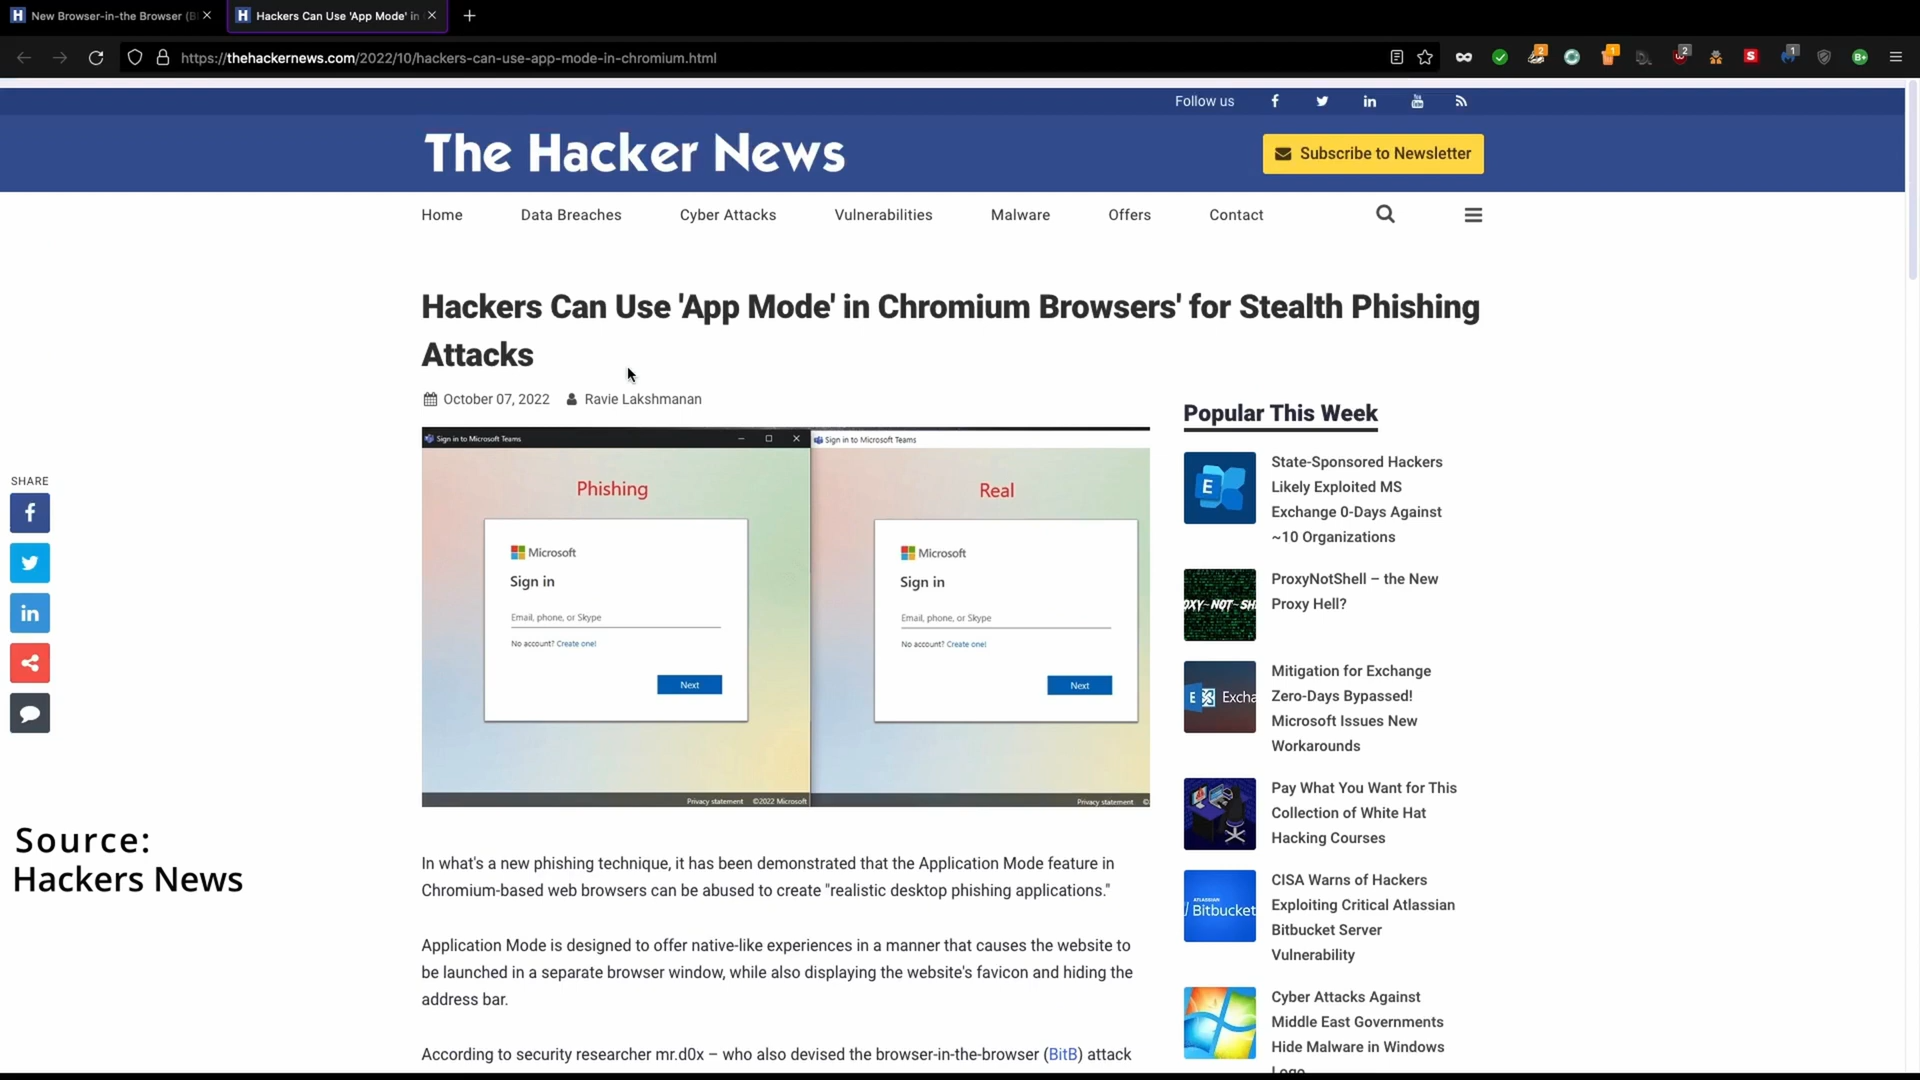 New Browser-in-the Browser (B
Hackers Can Use 'App Mode' in
https://thehackernews.com/2022/10/hackers-can-use-app-mode-in-chromium.html
2
1
2
1
S
B+
Follow us
The Hacker News
Subscribe to Newsletter
Home
Data Breaches
Cyber Attacks
Vulnerabilities
Malware
Offers
Contact
Hackers Can Use 'App Mode' in Chromium Browsers' for Stealth Phishing
Attacks
October 07, 2022
Ravie Lakshmanan
Sign in to Microsoft Teams
Phishing
Microsoft
Sign in
Email, phone, or Skype
No account? Create one!
Next
Privacy statement ©2022 Microsoft
Sign in to Microsoft Teams
Real
Microsoft
Sign in
Email, phone, or Skype
No account? Create one!
Next
Privacy statement ©
SHARE
Source:
Hackers News
In what's a new phishing technique, it has been demonstrated that the Application Mode feature in
Chromium-based web browsers can be abused to create "realistic desktop phishing applications."
Application Mode is designed to offer native-like experiences in a manner that causes the website to
be launched in a separate browser window, while also displaying the website's favicon and hiding the
address bar.
According to security researcher mr.d0x – who also devised the browser-in-the-browser (BitB) attack
Popular This Week
State-Sponsored Hackers
Likely Exploited MS
Exchange 0-Days Against
~10 Organizations
OXY-NOT-SH
ProxyNotShell – the New
Proxy Hell?
Excha
Mitigation for Exchange
Zero-Days Bypassed!
Microsoft Issues New
Workarounds
Pay What You Want for This
Collection of White Hat
Hacking Courses
ATLASSIAN
Bitbucket
CISA Warns of Hackers
Exploiting Critical Atlassian
Bitbucket Server
Vulnerability
Cyber Attacks Against
Middle East Governments
Hide Malware in Windows
Logo